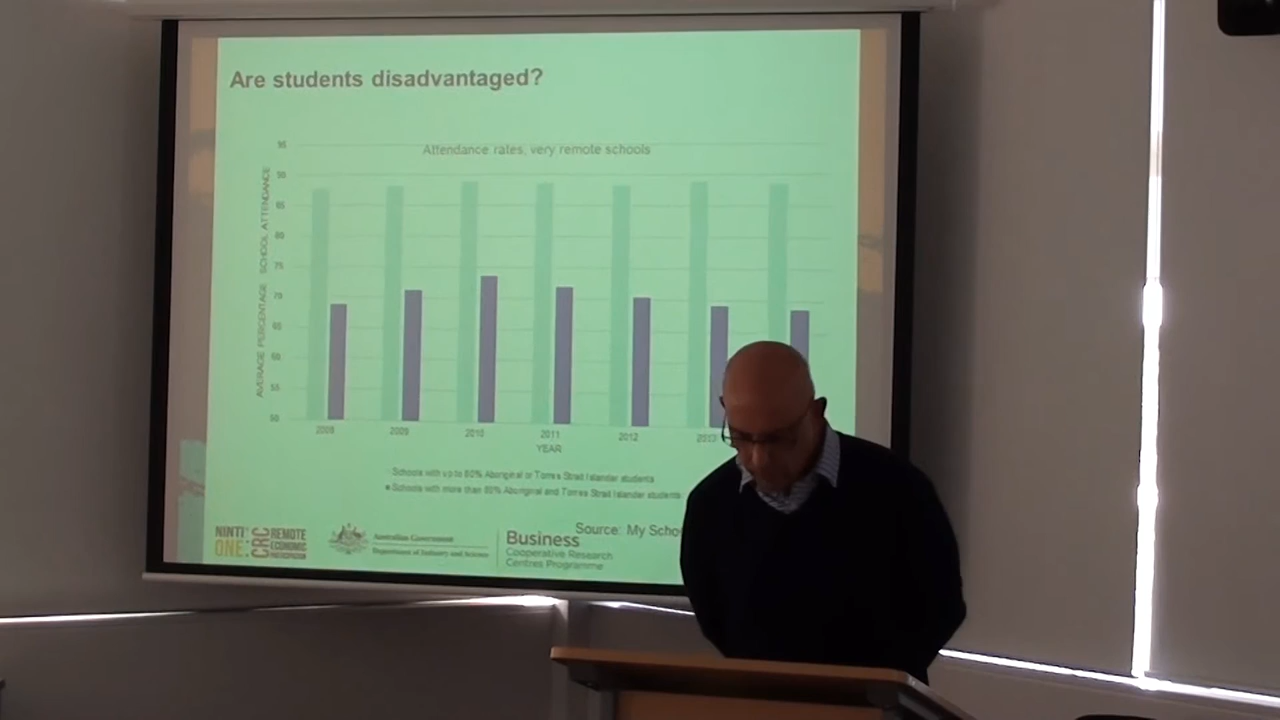 Are students disadvantaged?
Attendance rates, very remote schools
95
90
85
80
75
70
65
60
55
50
AVERAGE PERCENTAGE SCHOOL ATTENDANCE
2008 2009 2010 2011 2012 2013
YEAR
Schools with up to 80% Aboriginal or Torres Strait Islander students
Schools with more than 80% Aboriginal and Torres Strait Islander students
Source: My Schoo
NINTI ONE:
CRC REMOTE ECONOMIC PARTICIPATION
Australian Government
Department of Industry and Science
Business
Cooperative Research
Centres Programme